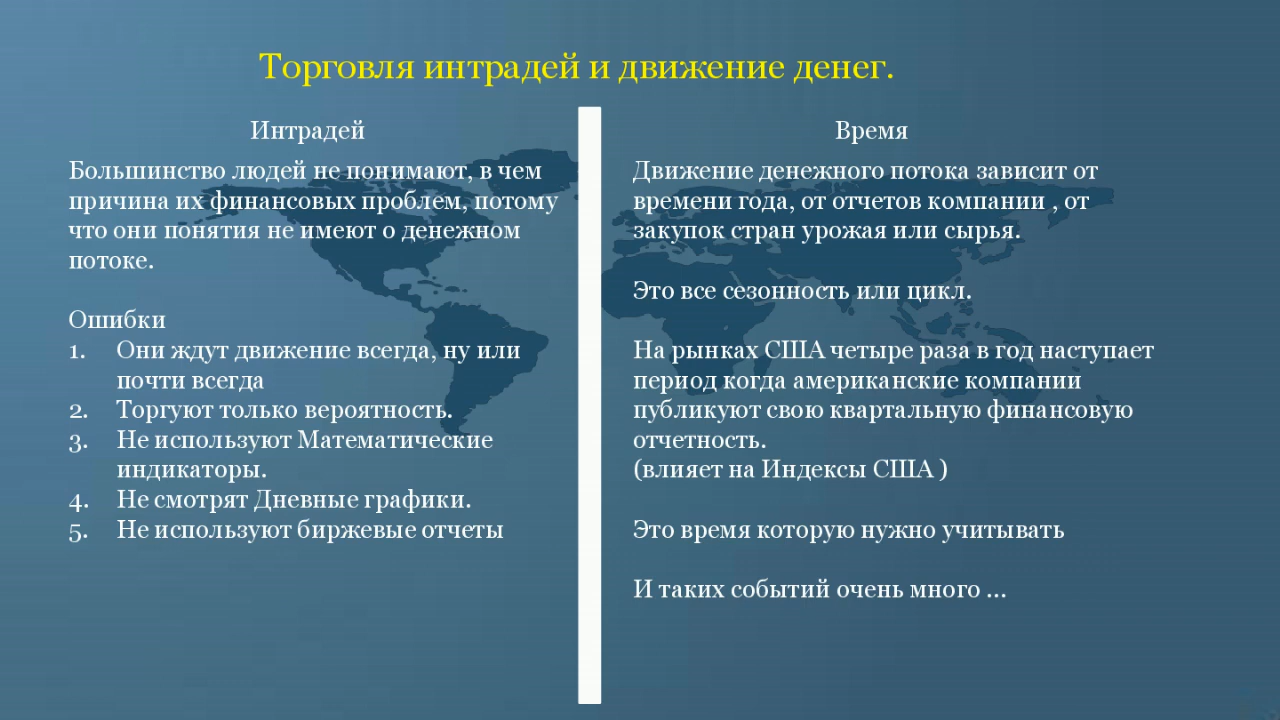 Торговля интрадей и движение денег.
Интрадей
Большинство людей не понимают, в чем
причина их финансовых проблем, потому
что они понятия не имеют о денежном
потоке.
Ошибки
1. Они ждут движение всегда, ну или
почти всегда
2. Торгуют только вероятность.
3. Не используют Математические
индикаторы.
4. Не смотрят Дневные графики.
5. Не используют биржевые отчеты
Время
Движение денежного потока зависит от
времени года, от отчетов компании , от
закупок стран урожая или сырья.
Это все сезонность или цикл.
На рынках США четыре раза в год наступает
период когда американские компании
публикуют свою квартальную финансовую
отчетность.
(влияет на Индексы США )
Это время которую нужно учитывать
И таких событий очень много ...